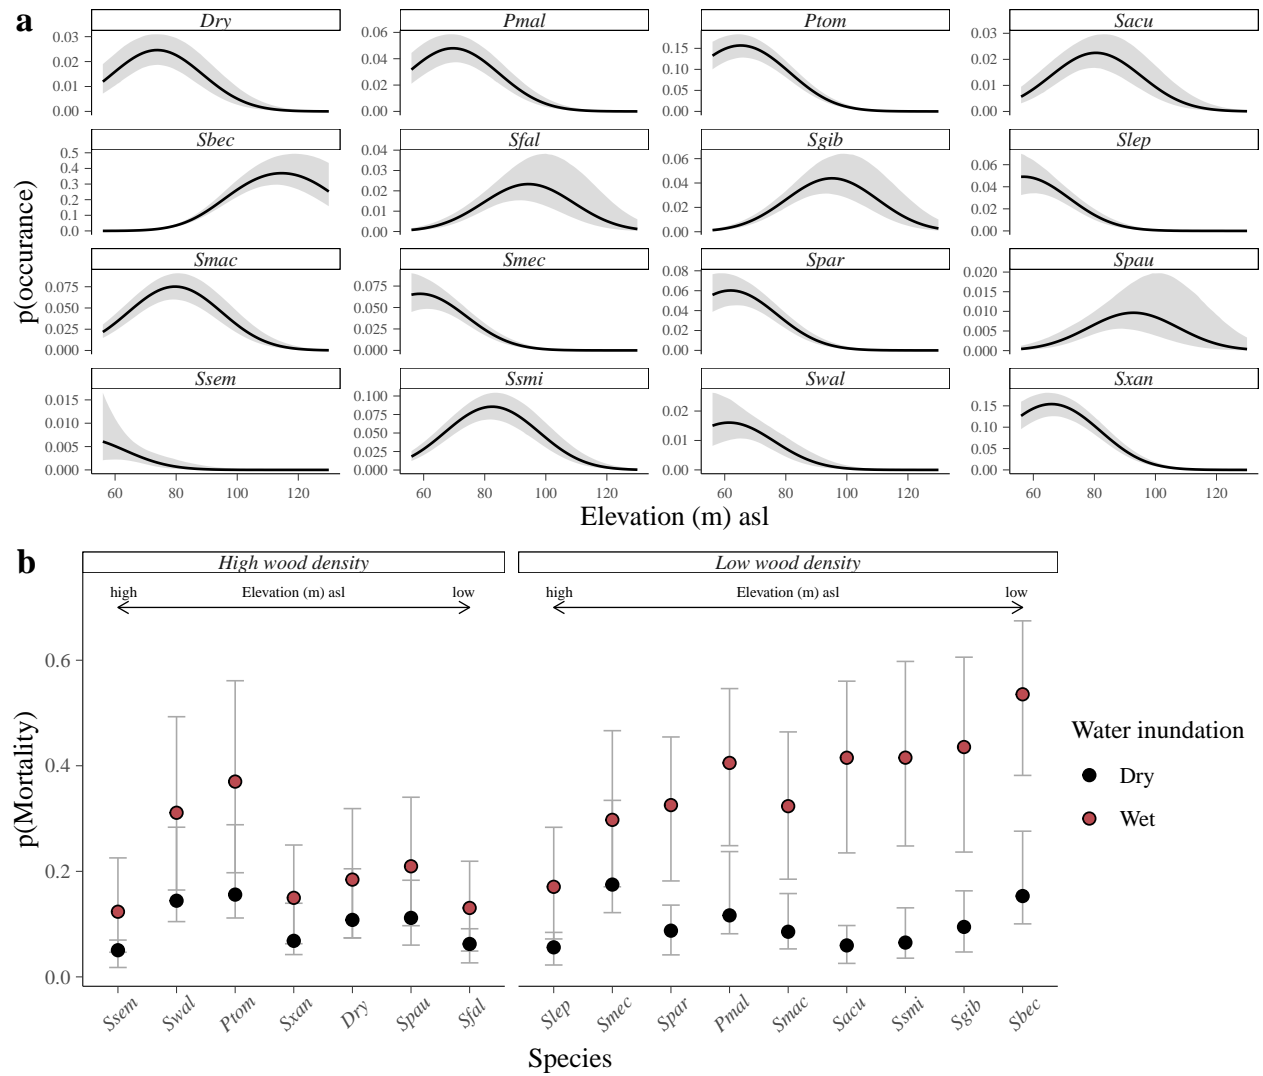 a
Dry
Pmal
Ptom
Sacu
0.03
0.02
0.01
0.00
0.06
0.04
0.02
0.00
0.15
0.10
0.05
0.00
0.03
0.02
0.01
0.00
p(occurance)
Sbec
Sfal
Sgib
Slep
0.5
0.4
0.3
0.2
0.1
0.0
0.04
0.03
0.02
0.01
0.00
0.06
0.04
0.02
0.00
0.06
0.04
0.02
0.00
Smac
Smec
Spar
Spau
0.075
0.050
0.025
0.000
0.075
0.050
0.025
0.000
0.08
0.06
0.04
0.02
0.00
0.020
0.015
0.010
0.005
0.000
Ssem
Ssmi
Swal
Sxan
0.015
0.010
0.005
0.000
0.100
0.075
0.050
0.025
0.000
0.02
0.01
0.00
0.15
0.10
0.05
0.00
60 80 100 120
60 80 100 120
60 80 100 120
60 80 100 120
Elevation (m) asl
b
High wood density
Low wood density
high Elevation (m) asl low
high Elevation (m) asl low
p(Mortality)
0.6
0.4
0.2
0.0
Ssem Swal Ptom Sxan Dry Spau Sfal
Slep Smec Spar Pmal Smac Sacu Ssmi Sgib Sbec
Species
Water inundation
Dry
Wet